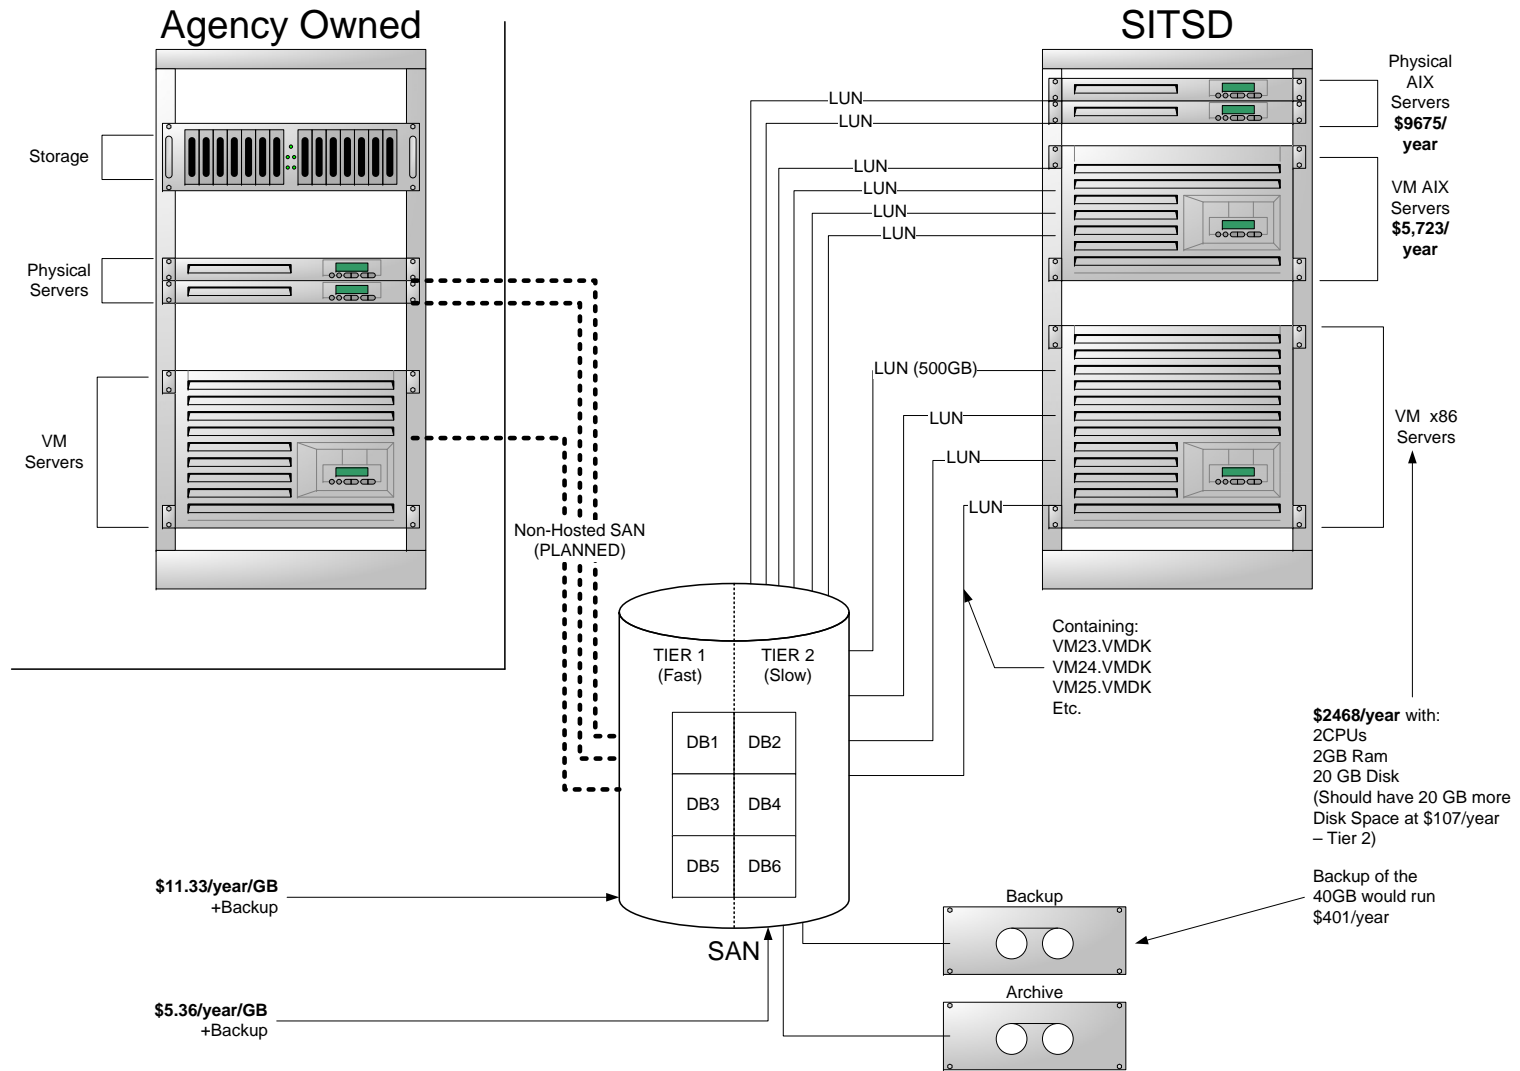 Agency Owned
SITSD
Storage
Physical
Servers
VM
Servers
Non-Hosted SAN
(PLANNED)
LUN
LUN
LUN
LUN
LUN
LUN
LUN (500GB)
LUN
LUN
LUN
Physical
AIX
Servers
$9675/
year
VM AIX
Servers
$5,723/
year
VM x86
Servers
Containing:
VM23.VMDK
VM24.VMDK
VM25.VMDK
Etc.
$2468/year with:
2CPUs
2GB Ram
20 GB Disk
(Should have 20 GB more
Disk Space at $107/year
– Tier 2)
Backup of the
40GB would run
$401/year
TIER 1
(Fast)
TIER 2
(Slow)
DB1
DB2
DB3
DB4
DB5
DB6
SAN
$11.33/year/GB
+Backup
$5.36/year/GB
+Backup
Backup
Archive